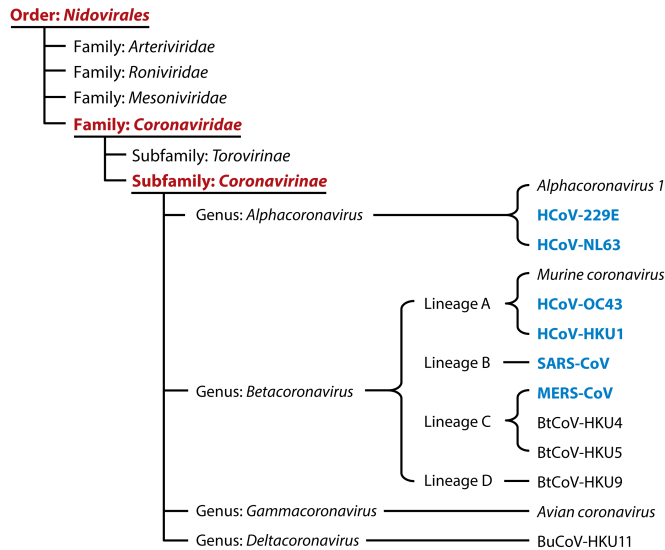 Order: Nidovirales
Family: Arteriviridae
Family: Roniviridae
Family: Mesoniviridae
Family: Coronaviridae
Subfamily: Torovirinae
Subfamily: Coronavirinae
Genus: Alphacoronavirus
Alphacoronavirus 1
HCoV-229E
HCoV-NL63
Genus: Betacoronavirus
Lineage A
Murine coronavirus
HCoV-OC43
HCoV-HKU1
Lineage B
SARS-CoV
Lineage C
MERS-CoV
BtCoV-HKU4
BtCoV-HKU5
Lineage D
BtCoV-HKU9
Genus: Gammacoronavirus
Avian coronavirus
Genus: Deltacoronavirus
BuCoV-HKU11